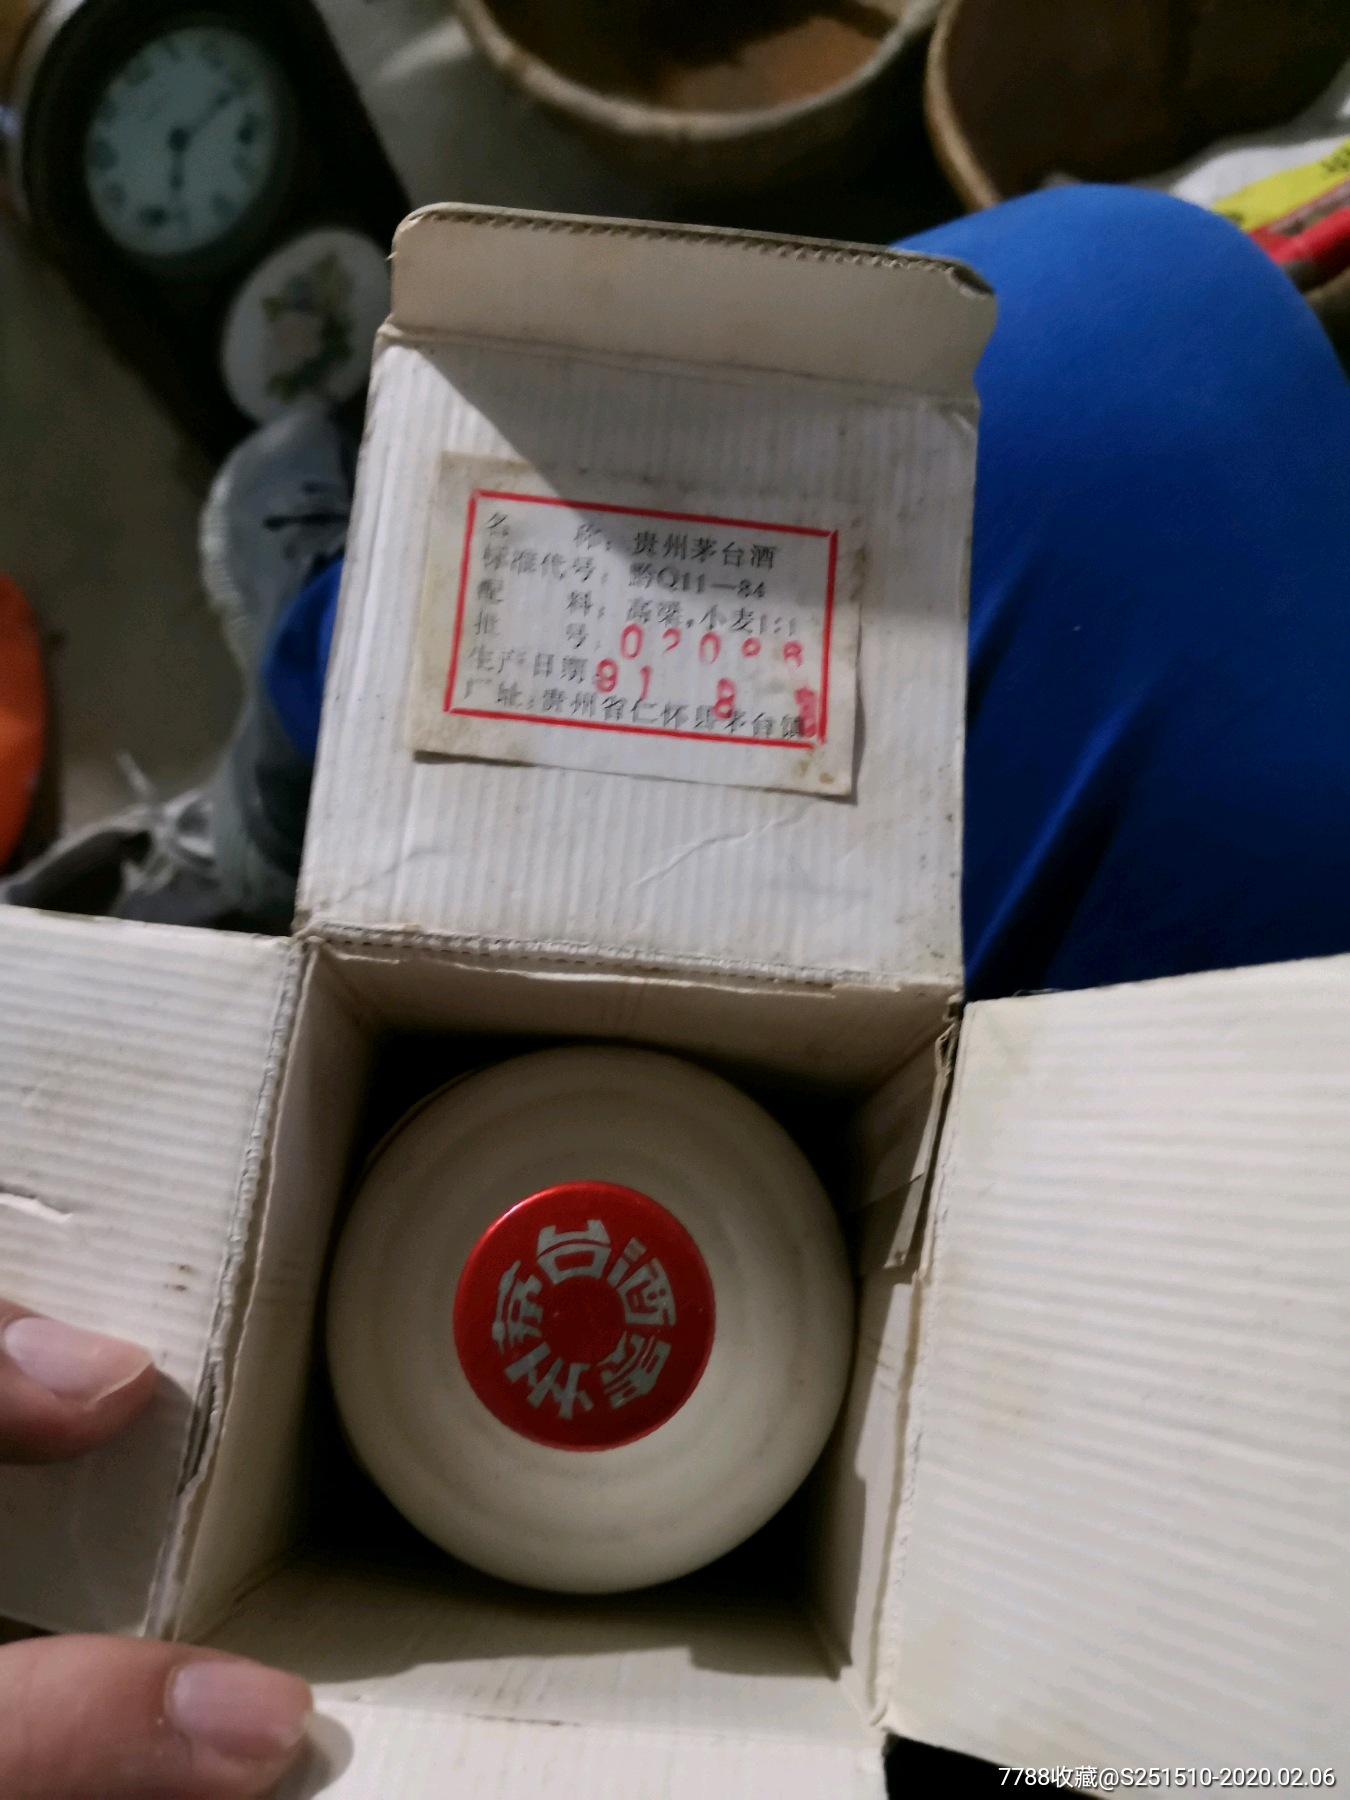 名 称：贵州茅台酒
标准代号：黔Q11—84
配 料：高粱，小麦1:1
批 号：
生产日期：91 8
厂 址：贵州省仁怀县茅台镇
贵州茅台酒
7788收藏@S251510-2020.02.06